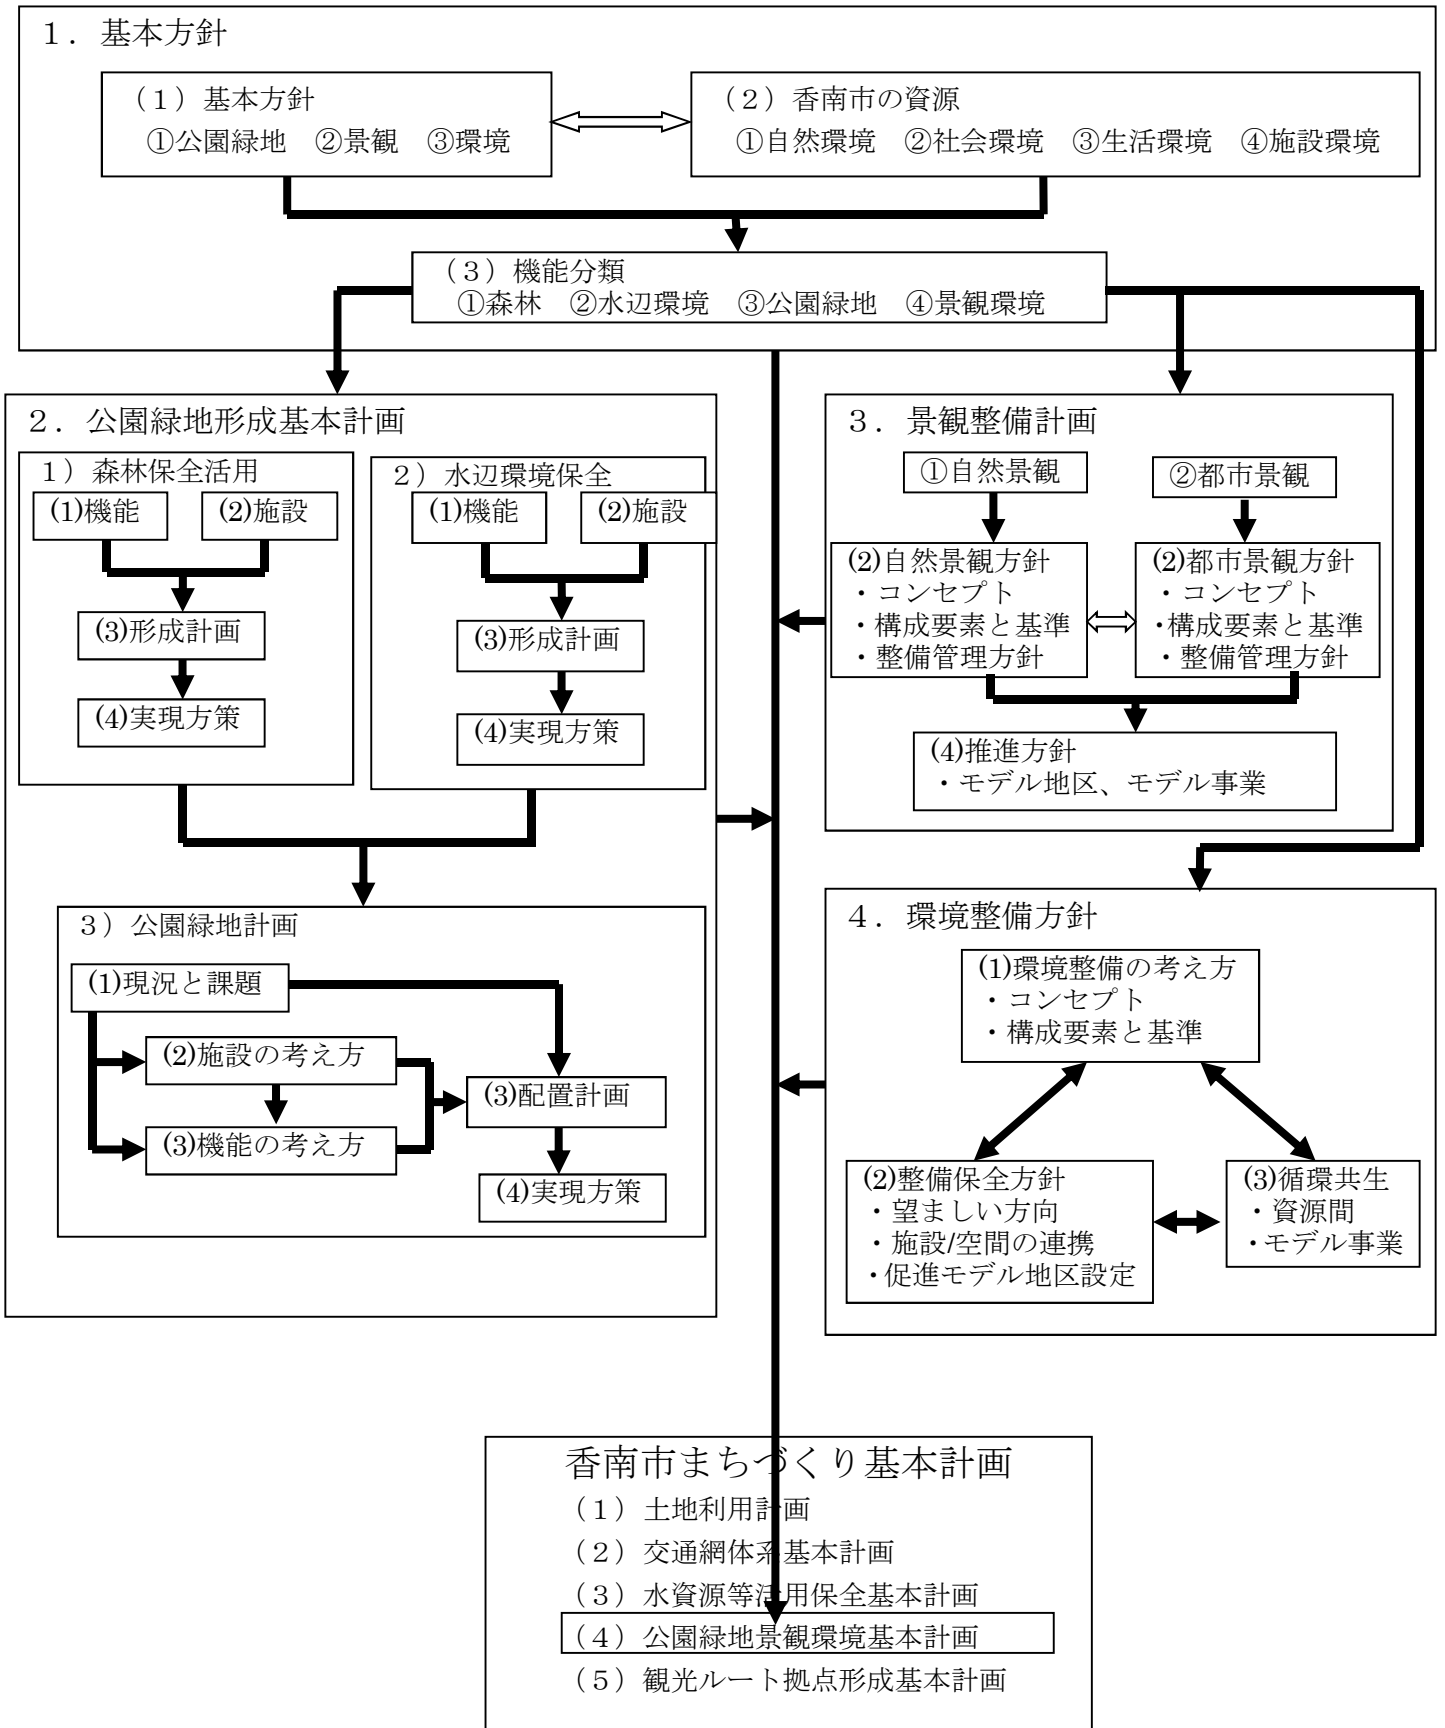 １．基本方針
（１）基本方針
①公園緑地　②景観　③環境
（２）香南市の資源
①自然環境　②社会環境　③生活環境　④施設環境
（３）機能分類
①森林　②水辺環境　③公園緑地　④景観環境
２．公園緑地形成基本計画
１）森林保全活用
(1)機能
(2)施設
(3)形成計画
(4)実現方策
２）水辺環境保全
(1)機能
(2)施設
(3)形成計画
(4)実現方策
３）公園緑地計画
(1)現況と課題
(2)施設の考え方
(3)機能の考え方
(3)配置計画
(4)実現方策
３．景観整備計画
①自然景観
②都市景観
(2)自然景観方針
・コンセプト
・構成要素と基準
・整備管理方針
(2)都市景観方針
・コンセプト
・構成要素と基準
・整備管理方針
(4)推進方針
・モデル地区、モデル事業
４．環境整備方針
(1)環境整備の考え方
・コンセプト
・構成要素と基準
(2)整備保全方針
・望ましい方向
・施設/空間の連携
・促進モデル地区設定
(3)循環共生
・資源間
・モデル事業
香南市まちづくり基本計画
（１）土地利用計画
（２）交通網体系基本計画
（３）水資源等活用保全基本計画
（４）公園緑地景観環境基本計画
（５）観光ルート拠点形成基本計画